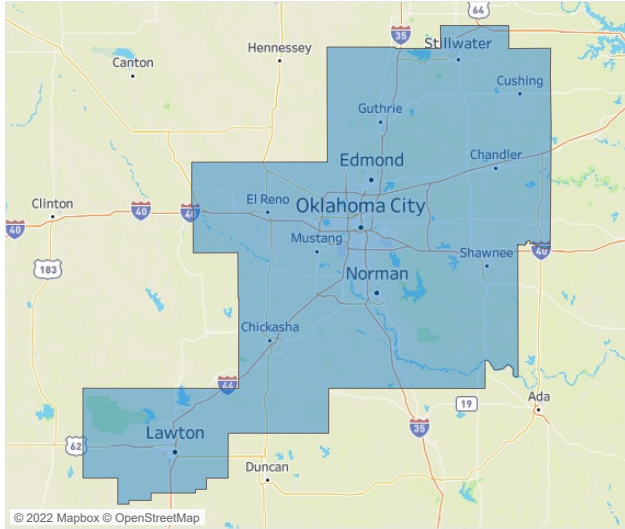 64
35
Stillwater
Hennessey
Canton
Cushing
Guthrie
Edmond
Chandler
El Reno
Oklahoma City
Clinton
40
40
40
Mustang
Shawnee
40
183
Norman
Chickasha
44
Ada
19
35
Lawton
62
Duncan
© 2022 Mapbox © OpenStreetMap